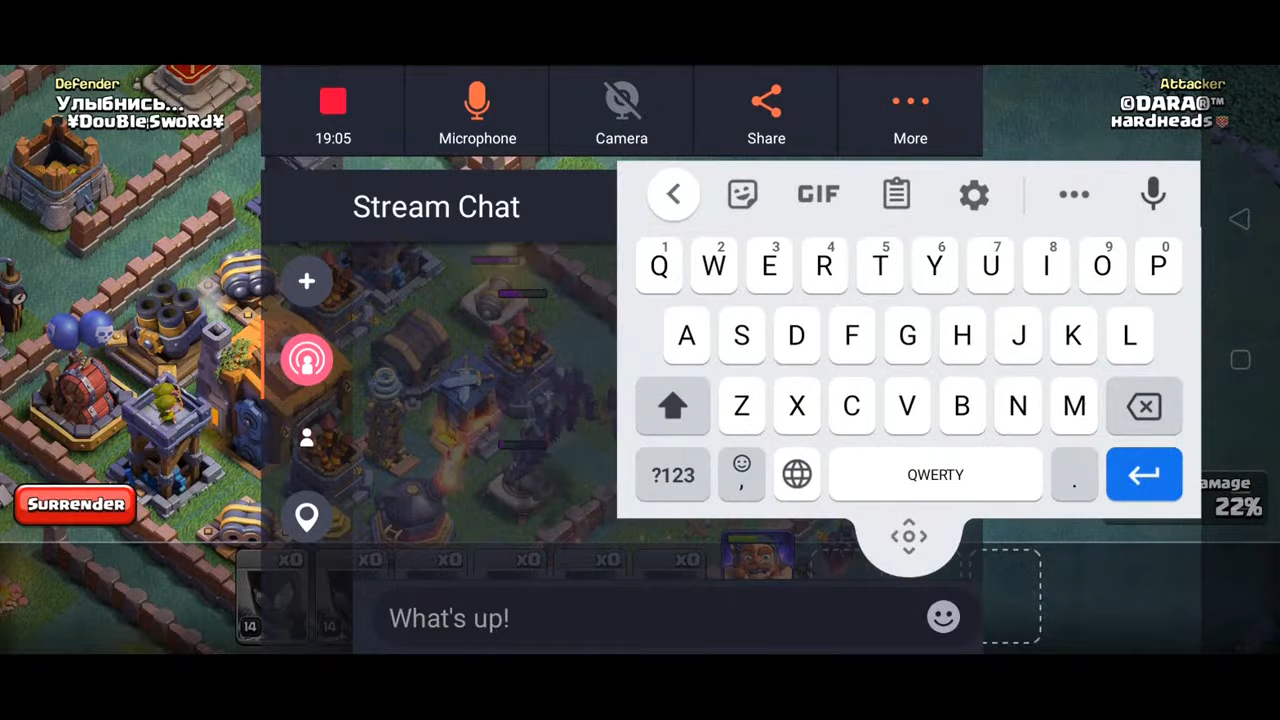 Defender
Улыбнись...
¥DouBle|SwoRd¥
19:05
Microphone
Camera
Share
More
Attacker
©DARA®™
hardheads
Stream Chat
GIF
1 2 3 4 5 6 7 8 9 0
Q W E R T Y U I O P
A S D F G H J K L
Z X C V B N M
?123
,
QWERTY
.
Surrender
amage
22%
x0 x0 x0 x0 x0 x0
14 14
What's up!